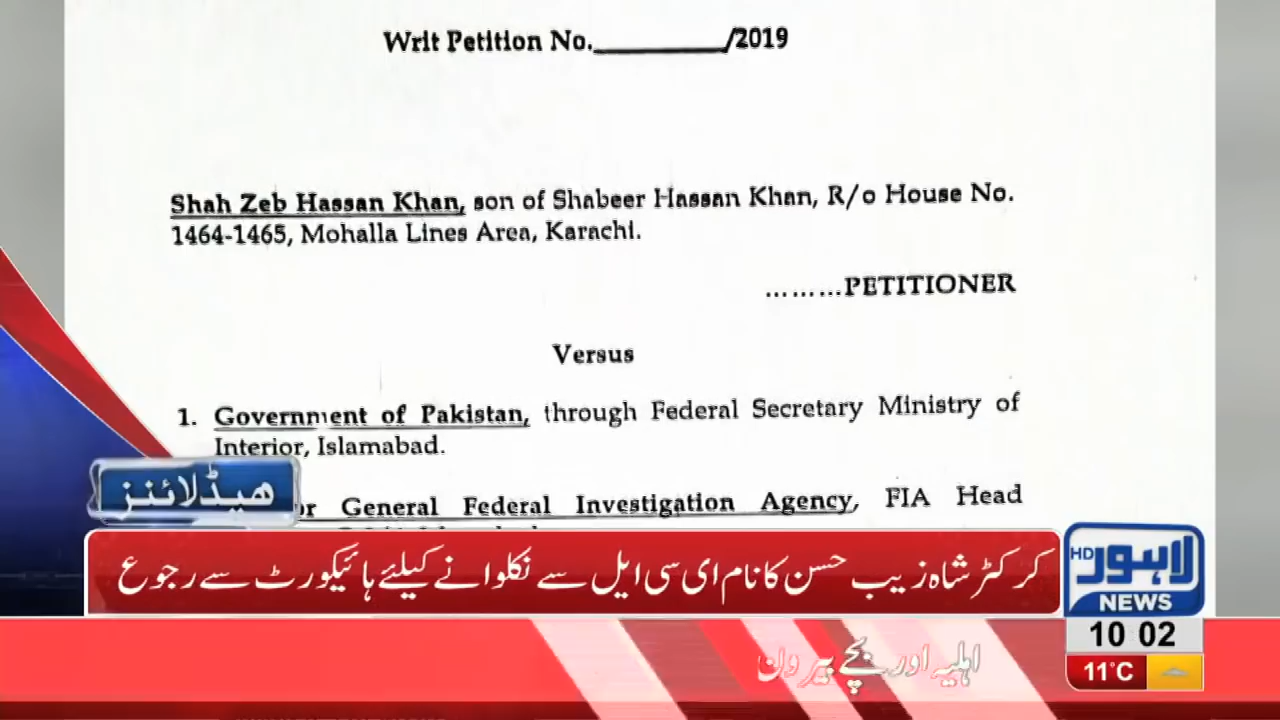 Writ Petition No.__________/2019
Shah Zeb Hassan Khan, son of Shabeer Hassan Khan, R/o House No.
1464-1465, Mohalla Lines Area, Karachi.
………PETITIONER
Versus
1. Government of Pakistan, through Federal Secretary Ministry of
Interior, Islamabad.
General Federal Investigation Agency, FIA Head
ھیڈلائنز
کرکٹر شاہ زیب حسن کا نام ای سی ایل سے نکلوانے کیلئے ہائیکورٹ سے رجوع
لاہور
HD
NEWS
10 02
11°C
اہلیہ اور بچے بیرون